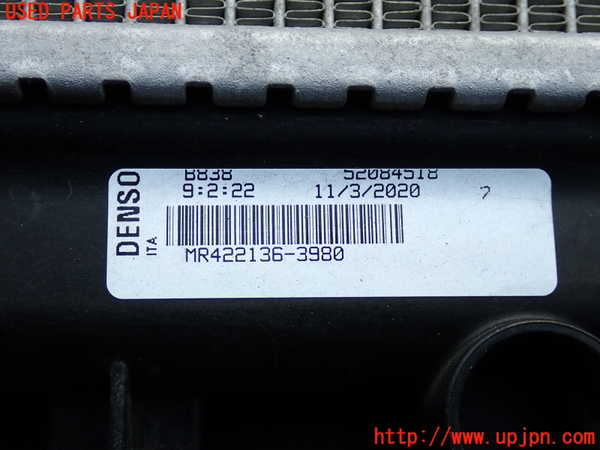 USED PARTS JAPAN
DENSO
ITA
B838 52084518
9:2:22 11/3/2020
MR422136-3980
http://www.upjpn.com/